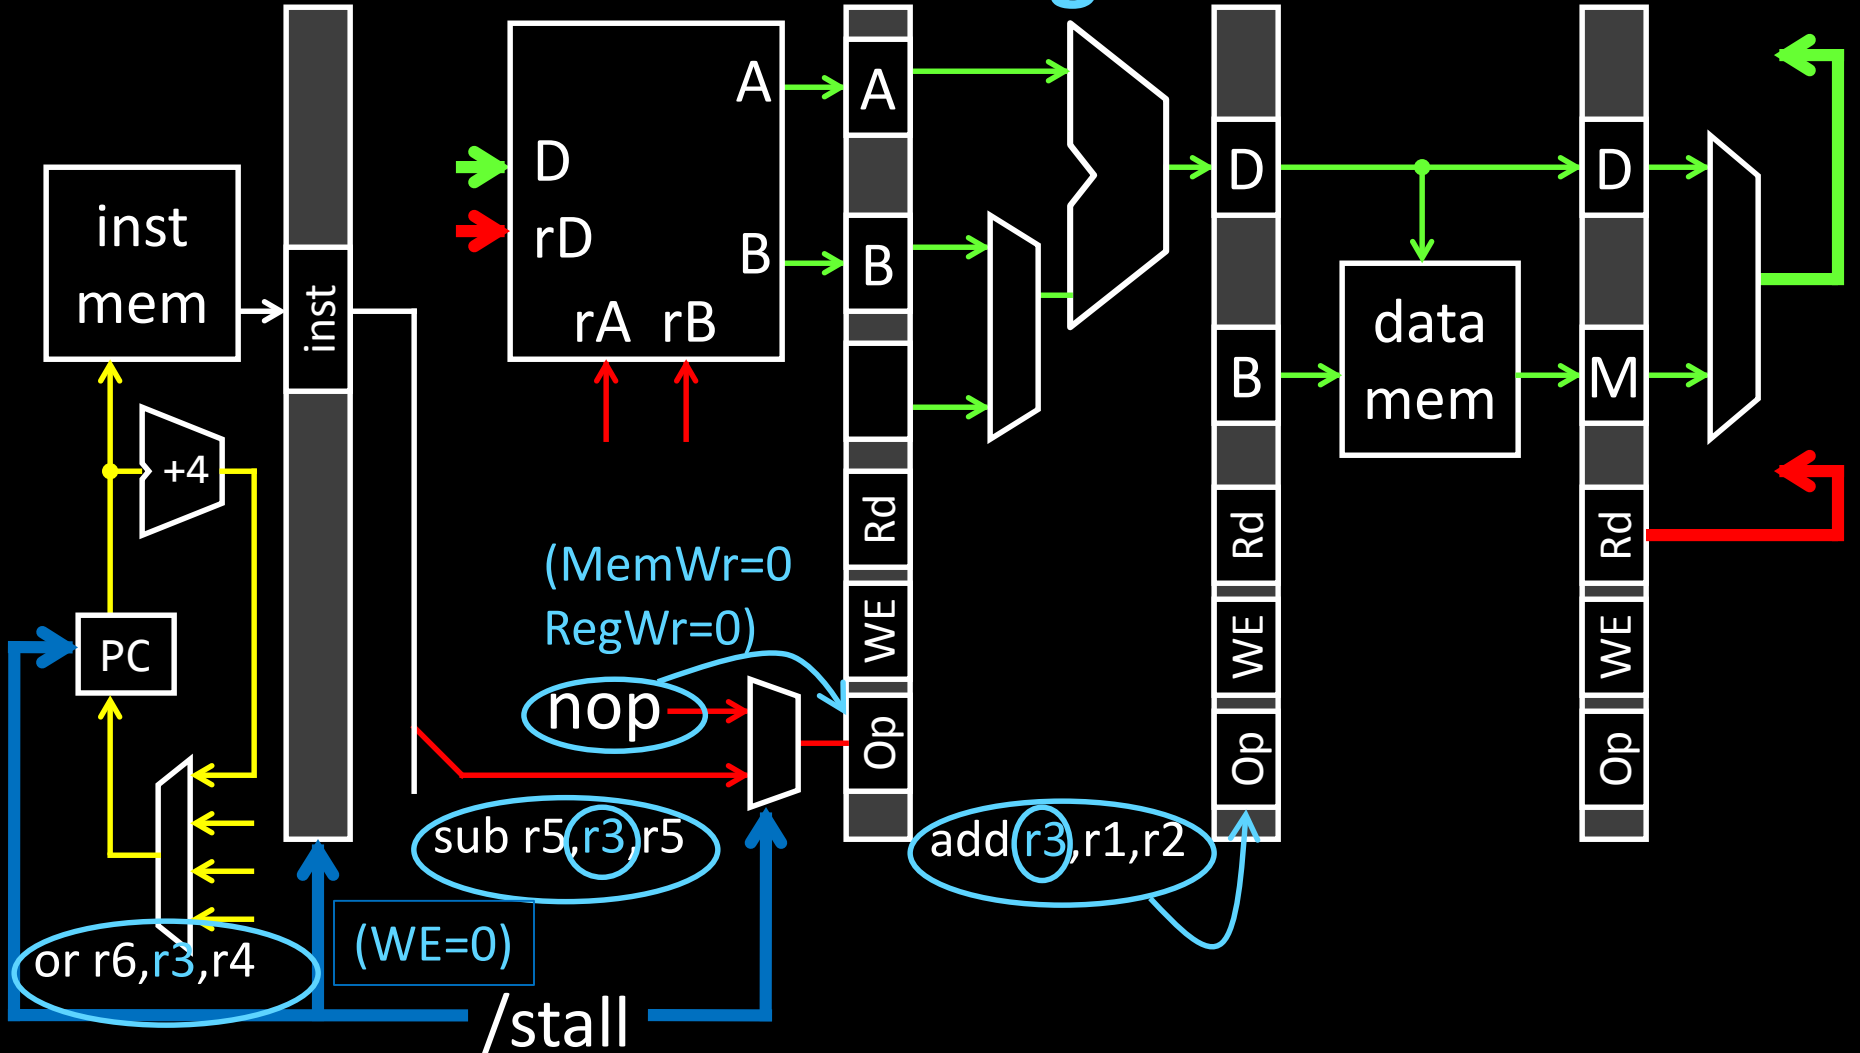 inst
mem
+4
PC
inst
D
rD
A
B
rA rB
A
B
Rd
WE
Op
(MemWr=0
RegWr=0)
nop
sub r5,r3,r5
add r3,r1,r2
or r6,r3,r4
(WE=0)
/stall
D
B
Rd
WE
Op
data
mem
D
M
Rd
WE
Op